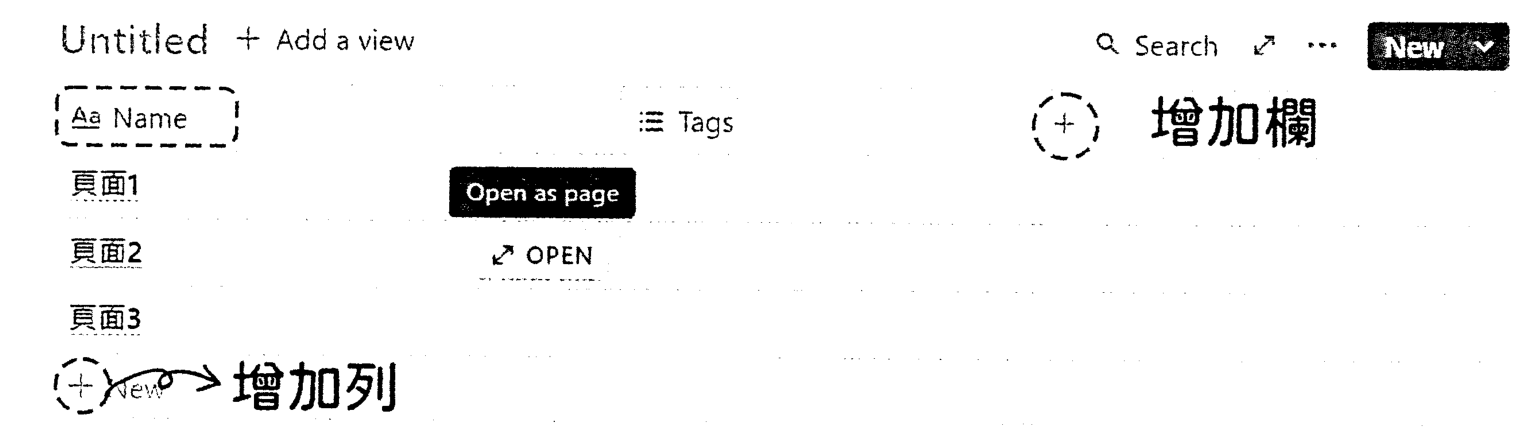 Untitled + Add a view Search ... New
Aa Name Tags + 增加欄
頁面1 Open as page
頁面2 OPEN
頁面3
+ New 增加列